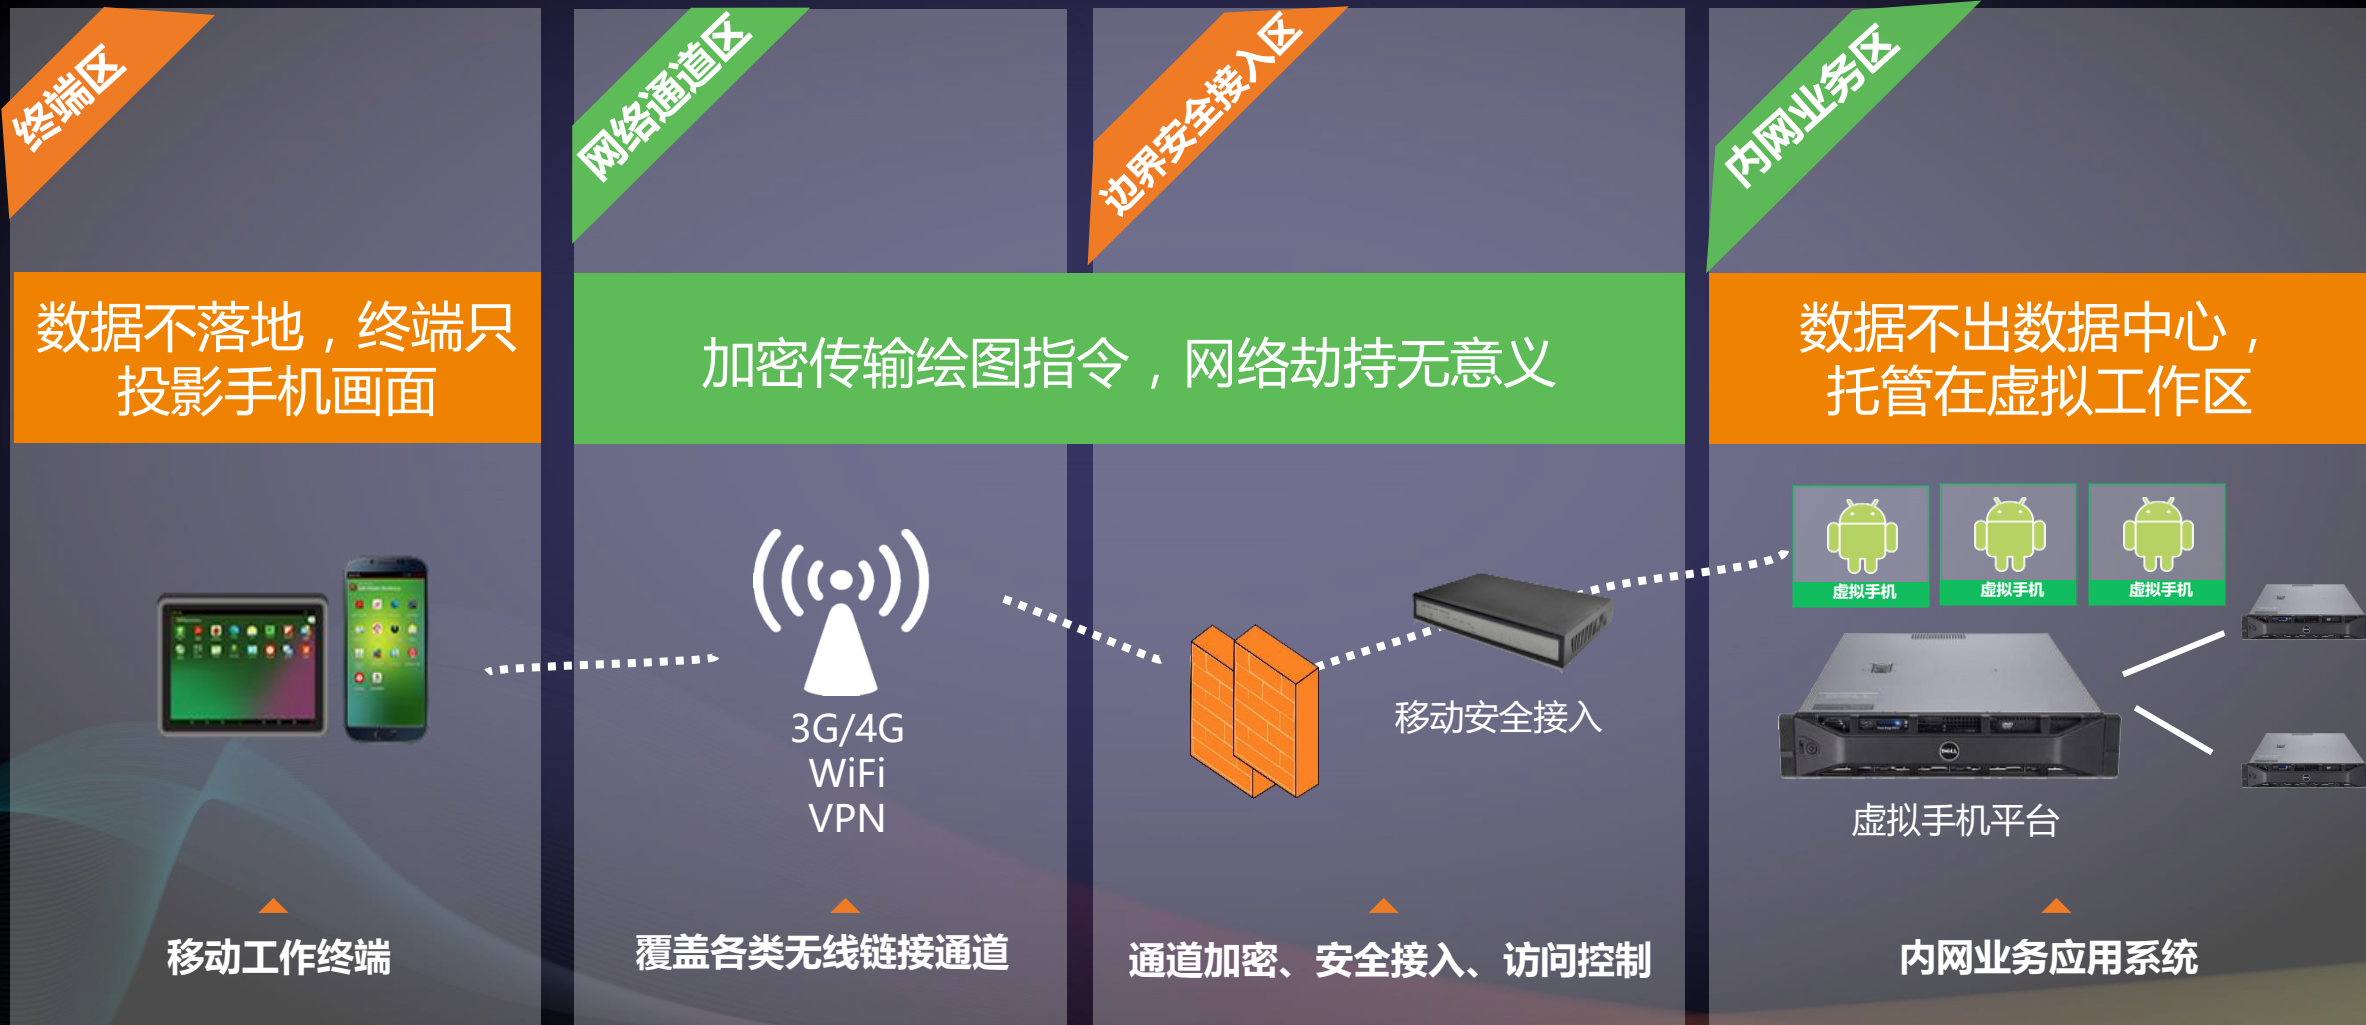 终端区
网络通道区
边界安全接入区
内网业务区
数据不落地，终端只
投影手机画面
加密传输绘图指令，网络劫持无意义
数据不出数据中心，
托管在虚拟工作区
虚拟手机
虚拟手机
虚拟手机
3G/4G
WiFi
VPN
移动安全接入
DELL
虚拟手机平台
移动工作终端
覆盖各类无线链接通道
通道加密、安全接入、访问控制
内网业务应用系统